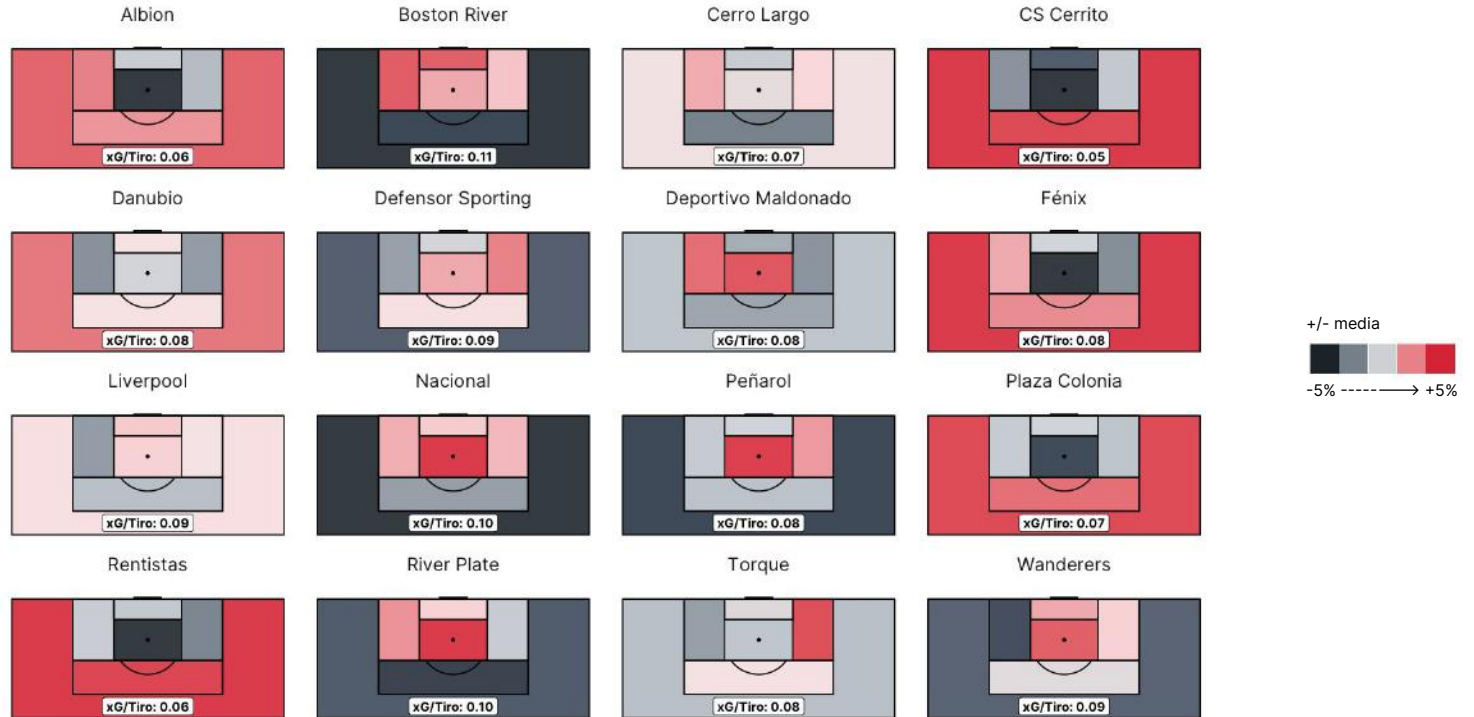 Albion
Boston River
Cerro Largo
CS Cerrito
xG/Tiro: 0.06
xG/Tiro: 0.11
xG/Tiro: 0.07
xG/Tiro: 0.05
Danubio
Defensor Sporting
Deportivo Maldonado
Fénix
xG/Tiro: 0.08
xG/Tiro: 0.09
xG/Tiro: 0.08
xG/Tiro: 0.08
+/- media
-5% -------→ +5%
Liverpool
Nacional
Peñarol
Plaza Colonia
xG/Tiro: 0.09
xG/Tiro: 0.10
xG/Tiro: 0.08
xG/Tiro: 0.07
Rentistas
River Plate
Torque
Wanderers
xG/Tiro: 0.06
xG/Tiro: 0.10
xG/Tiro: 0.08
xG/Tiro: 0.09